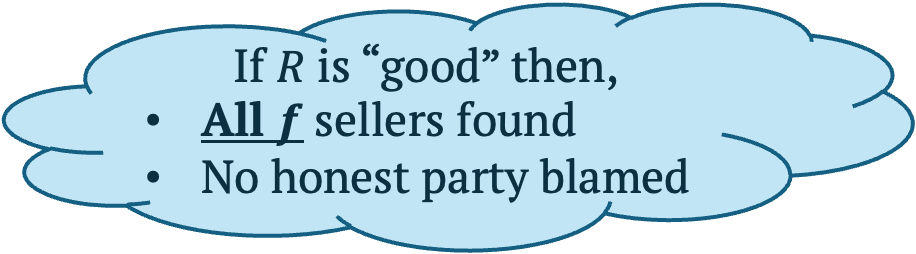 If R is “good” then,
• All f sellers found
• No honest party blamed